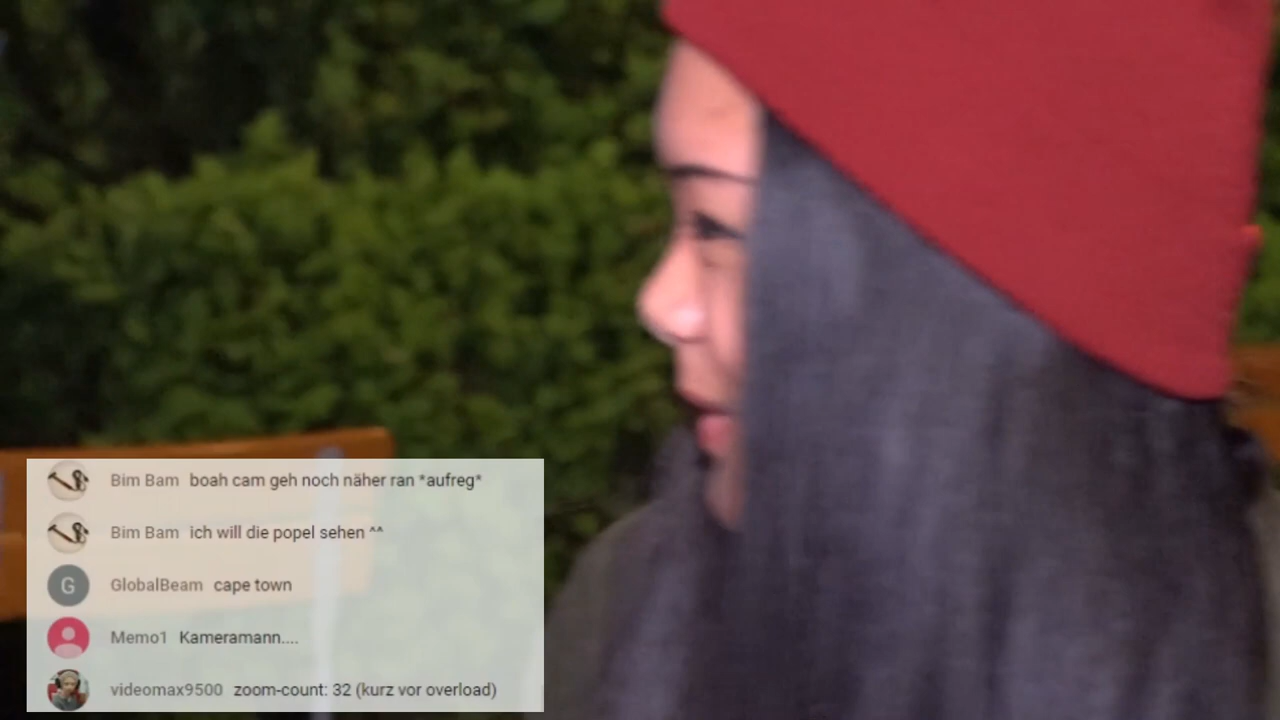 Bim Bam boah cam geh noch näher ran *aufreg*
Bim Bam ich will die popel sehen ^^
G GlobalBeam cape town
Memo1 Kameramann....
videomax9500 zoom-count: 32 (kurz vor overload)